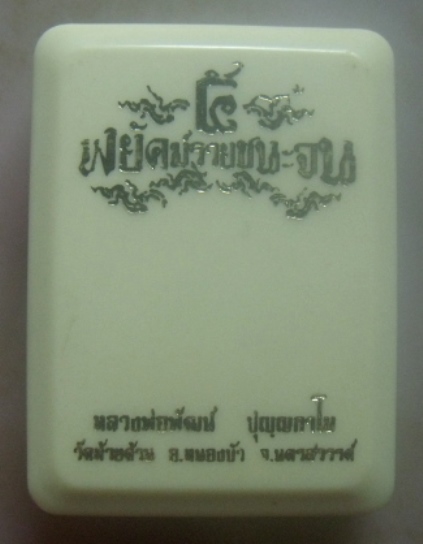 พยัคฆ์รวยชนะจน
หลวงพ่อพัฒน์ ปุญฺญกาโม
วัดห้วยด้วน อ.หนองบัว จ.นครสวรรค์